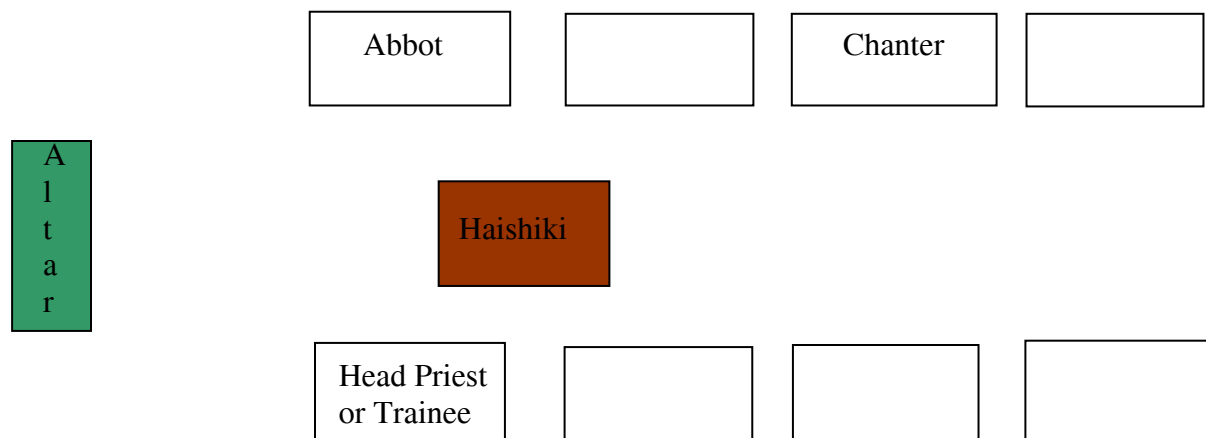 Abbot
Chanter
A
l
t
a
r
Haishiki
Head Priest
or Trainee